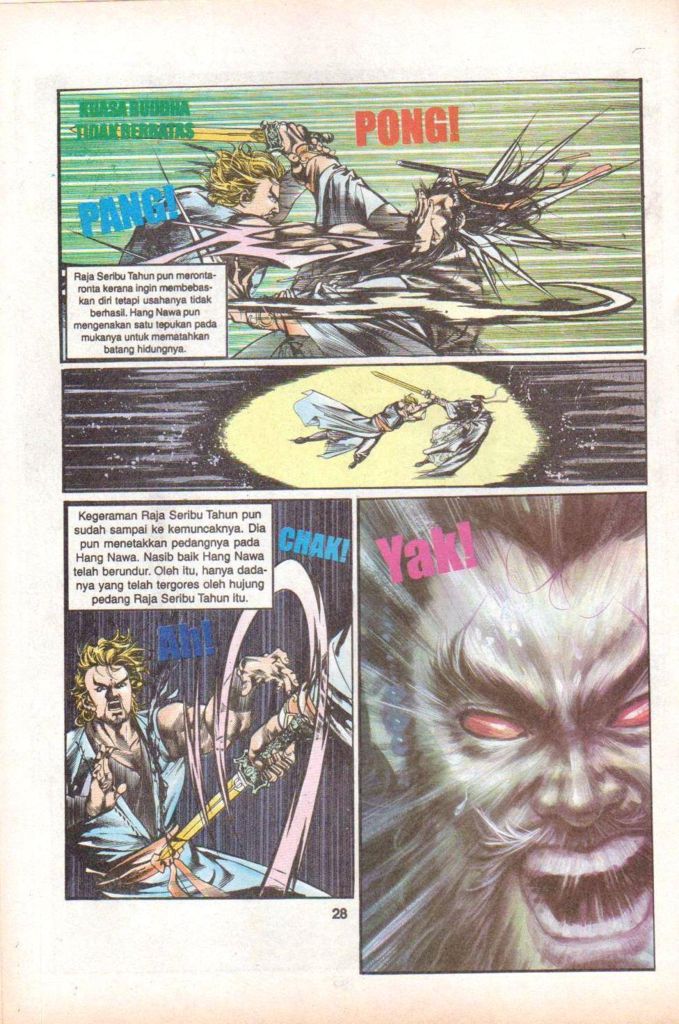 KUASA BUDDHA
TIDAK BERBATAS
PONG!
PANG!
Raja Seribu Tahun pun meronta-
ronta kerana ingin membebas-
kan diri tetapi usahanya tidak
berhasil. Hang Nawa pun
mengenakan satu tepukan pada
mukanya untuk mematahkan
batang hidungnya.
Kegeraman Raja Seribu Tahun pun
sudah sampai ke kemuncaknya. Dia
pun menetakkan pedangnya pada
Hang Nawa. Nasib baik Hang Nawa
telah berundur. Oleh itu, hanya dada-
nya yang telah tergores oleh hujung
pedang Raja Seribu Tahun itu.
CHAK!
Ah!
Yak!
28